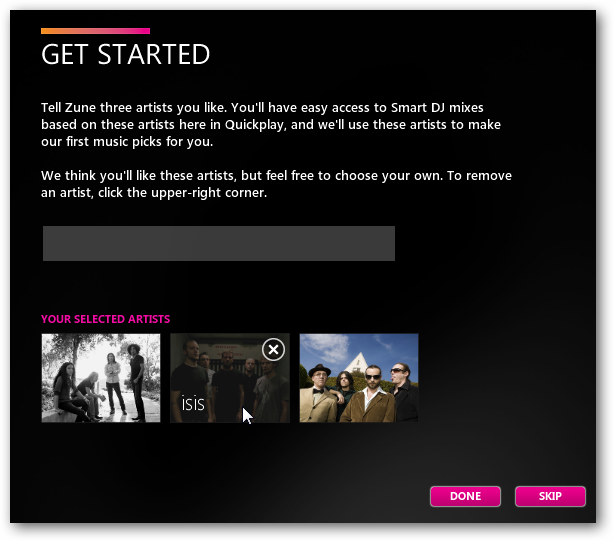 GET STARTED
Tell Zune three artists you like. You'll have easy access to Smart DJ mixes
based on these artists here in Quickplay, and we'll use these artists to make
our first music picks for you.
We think you'll like these artists, but feel free to choose your own. To remove
an artist, click the upper-right corner.
YOUR SELECTED ARTISTS
isis
DONE
SKIP